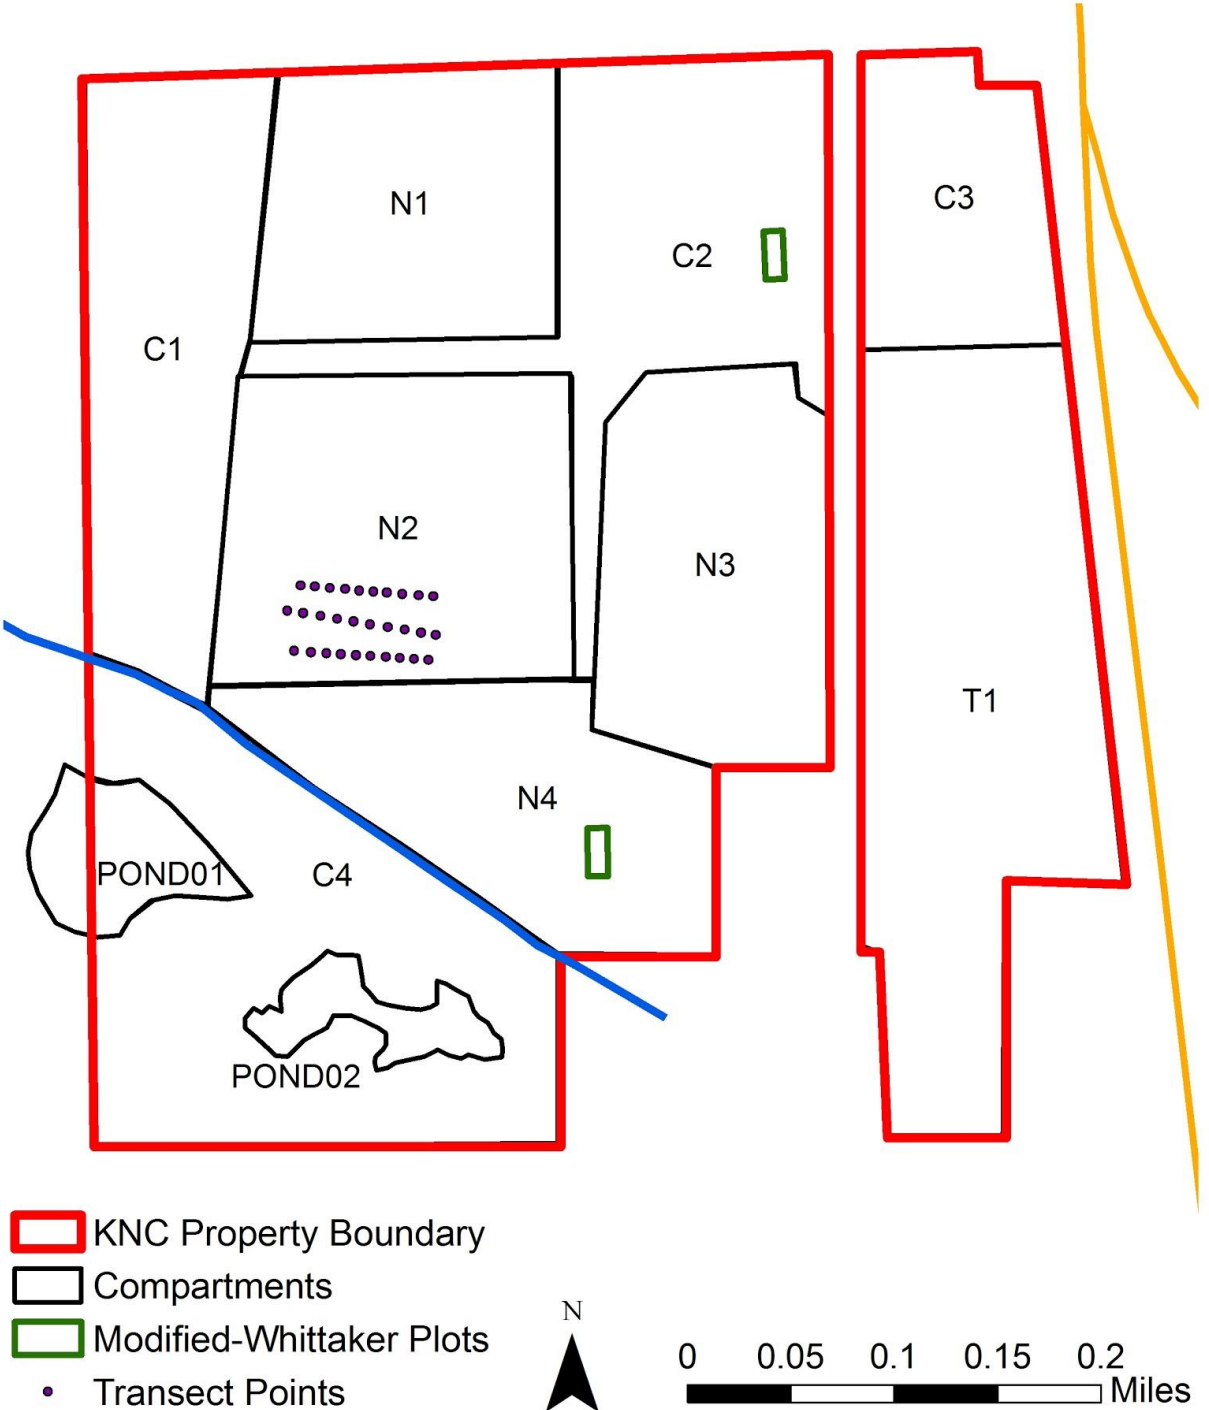 N1
C3
C2
C1
N2
N3
T1
N4
POND01
C4
POND02
KNC Property Boundary
Compartments
Modified-Whittaker Plots
Transect Points
N
0 0.05 0.1 0.15 0.2
Miles